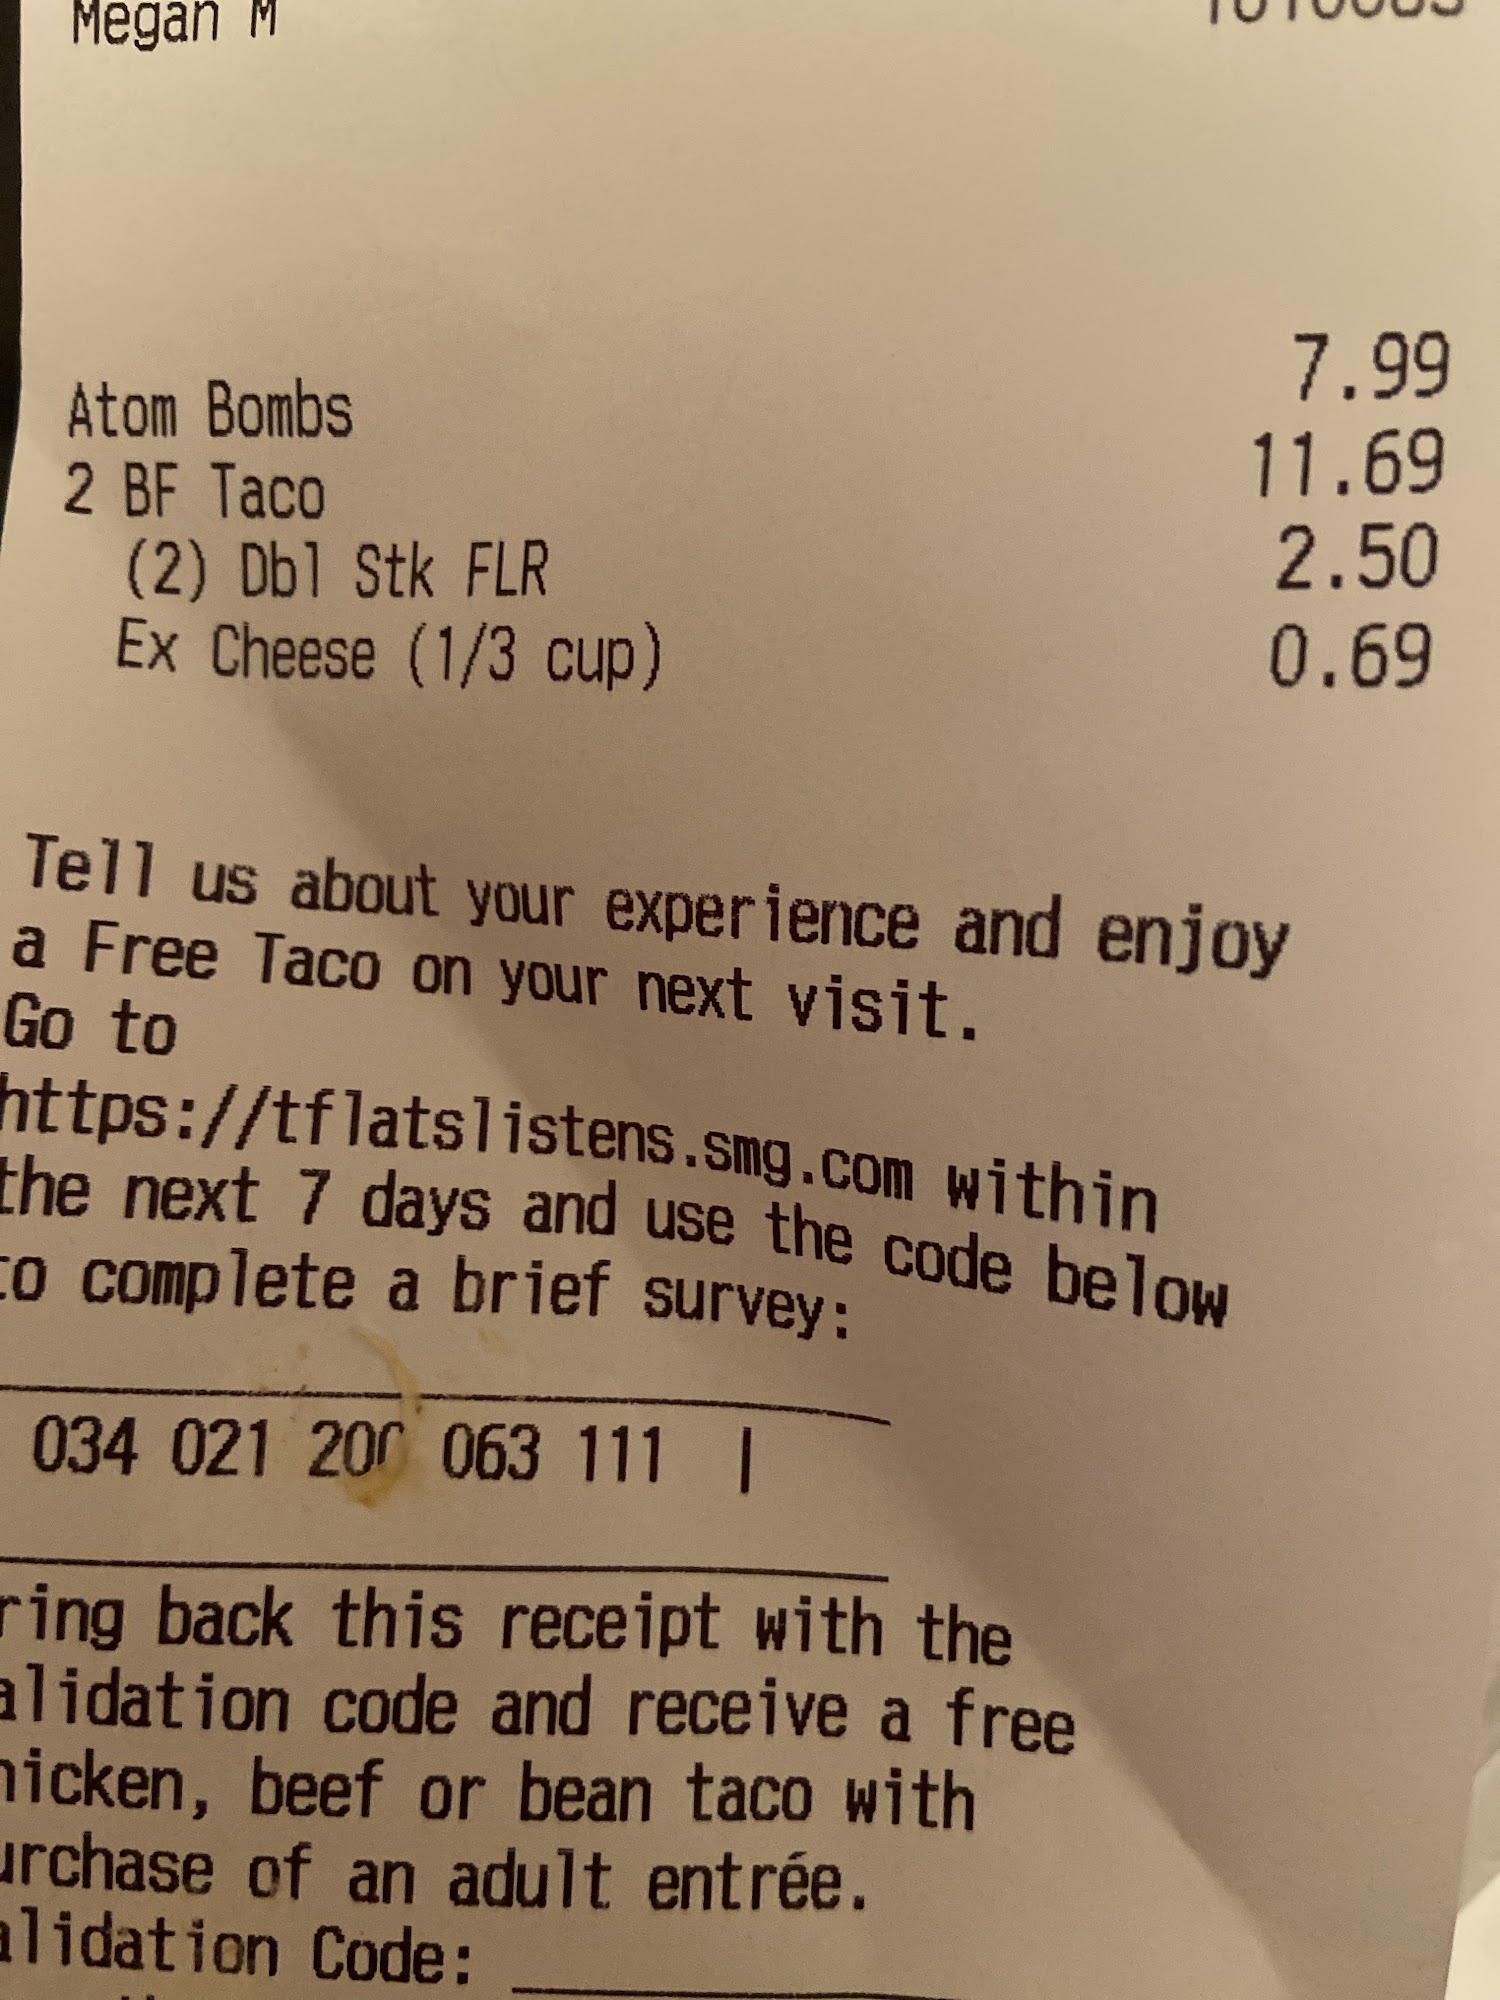 Megan M
Atom Bombs 7.99
2 BF Taco 11.69
(2) Dbl Stk FLR 2.50
Ex Cheese (1/3 cup) 0.69
Tell us about your experience and enjoy
a Free Taco on your next visit.
Go to
https://tflatslistens.smg.com within
the next 7 days and use the code below
to complete a brief survey:
034 021 063 111 |
ring back this receipt with the
alidation code and receive a free
hicken, beef or bean taco with
urchase of an adult entrée.
alidation Code: